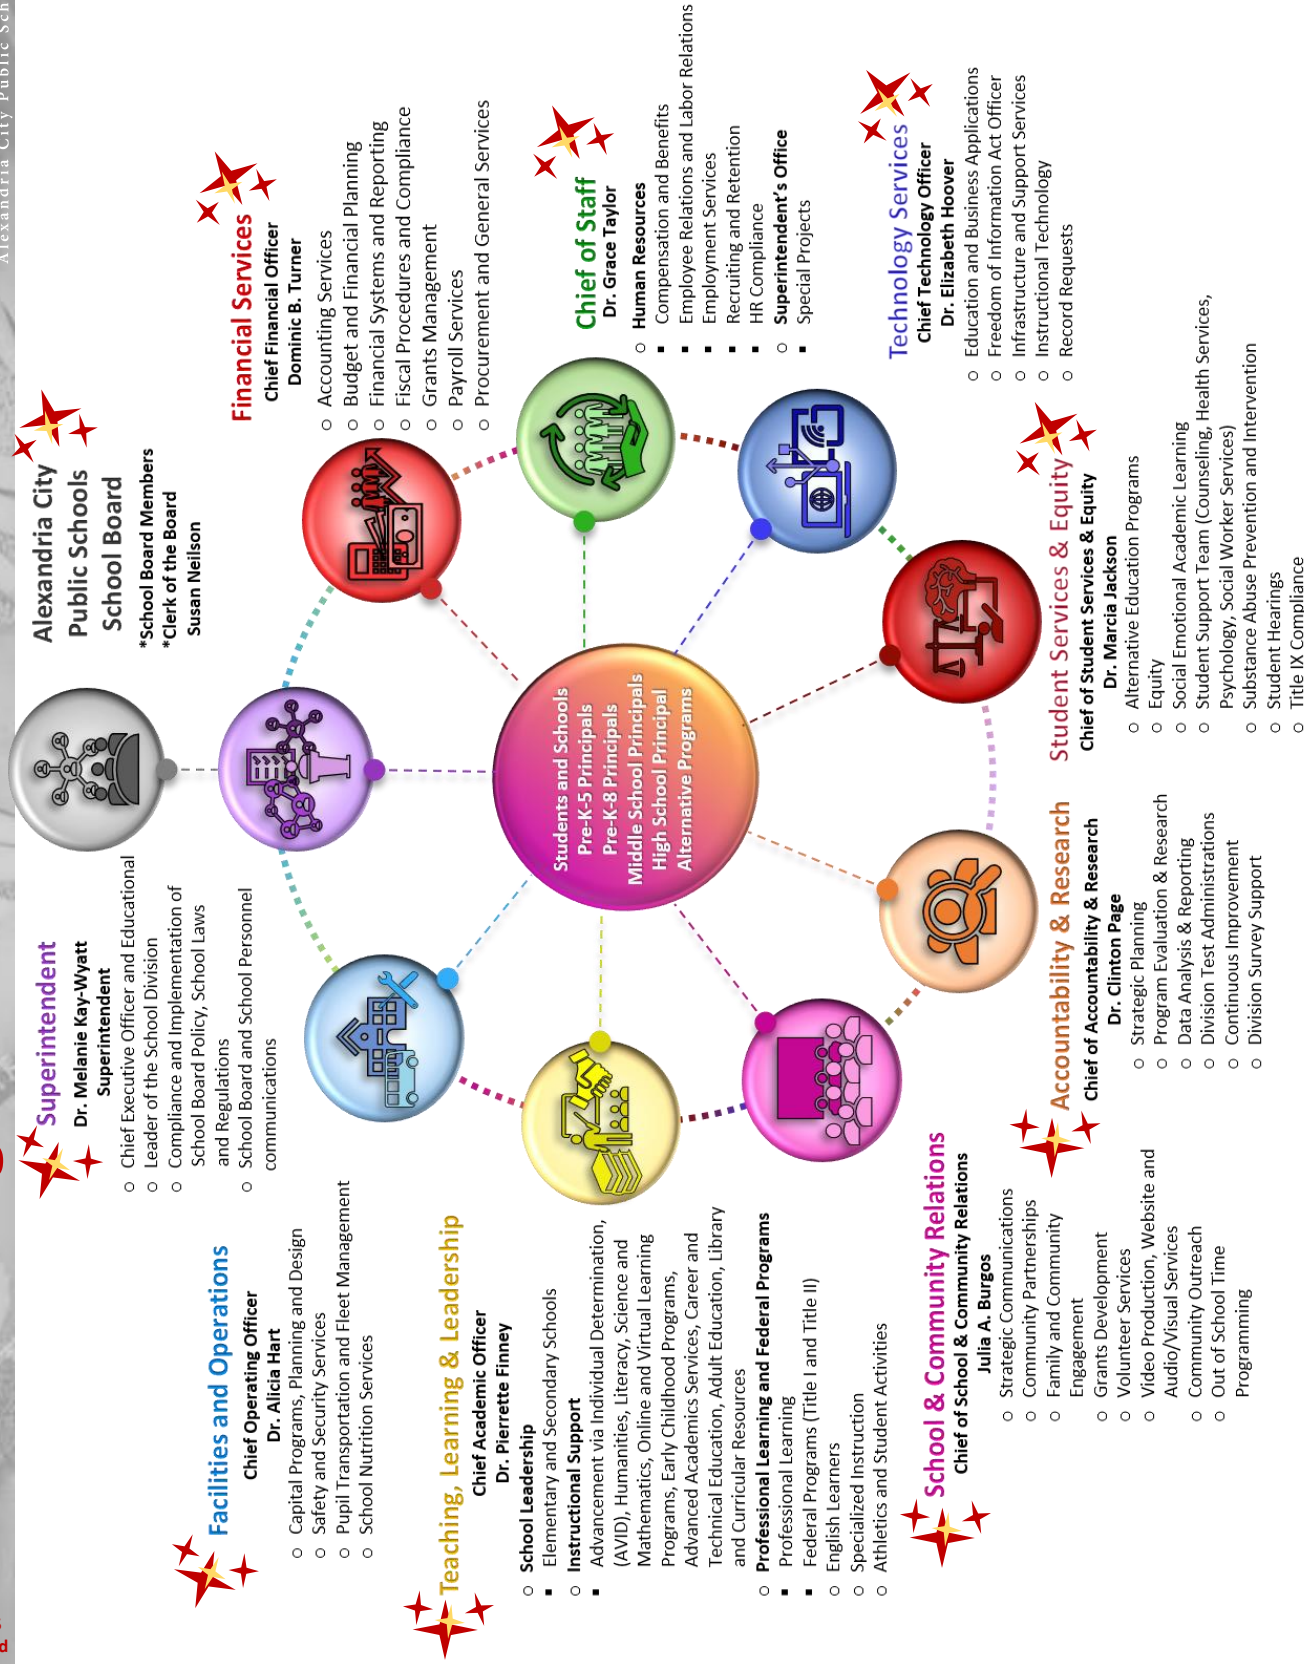 Alexandria City Public Sch
Superintendent
Dr. Melanie Kay-Wyatt
Superintendent
○ Chief Executive Officer and Educational
○ Leader of the School Division
○ Compliance and Implementation of
School Board Policy, School Laws
and Regulations
○ School Board and School Personnel
communications
Alexandria City
Public Schools
School Board
*School Board Members
*Clerk of the Board
Susan Neilson
Facilities and Operations
Chief Operating Officer
Dr. Alicia Hart
○ Capital Programs, Planning and Design
○ Safety and Security Services
○ Pupil Transportation and Fleet Management
○ School Nutrition Services
Financial Services
Chief Financial Officer
Dominic B. Turner
○ Accounting Services
○ Budget and Financial Planning
○ Financial Systems and Reporting
○ Fiscal Procedures and Compliance
○ Grants Management
○ Payroll Services
○ Procurement and General Services
Teaching, Learning & Leadership
Chief Academic Officer
Dr. Pierrette Finney
○ School Leadership
▪ Elementary and Secondary Schools
○ Instructional Support
▪ Advancement via Individual Determination,
(AVID), Humanities, Literacy, Science and
Mathematics, Online and Virtual Learning
Programs, Early Childhood Programs,
Advanced Academics Services, Career and
Technical Education, Adult Education, Library
and Curricular Resources
○ Professional Learning and Federal Programs
▪ Professional Learning
▪ Federal Programs (Title I and Title II)
○ English Learners
○ Specialized Instruction
○ Athletics and Student Activities
Students and Schools
Pre-K-5 Principals
Pre-K-8 Principals
Middle School Principals
High School Principal
Alternative Programs
Chief of Staff
Dr. Grace Taylor
○ Human Resources
▪ Compensation and Benefits
▪ Employee Relations and Labor Relations
▪ Employment Services
▪ Recruiting and Retention
▪ HR Compliance
○ Superintendent's Office
▪ Special Projects
Technology Services
Chief Technology Officer
Dr. Elizabeth Hoover
○ Education and Business Applications
○ Freedom of Information Act Officer
○ Infrastructure and Support Services
○ Instructional Technology
○ Record Requests
School & Community Relations
Chief of School & Community Relations
Julia A. Burgos
○ Strategic Communications
○ Community Partnerships
○ Family and Community
Engagement
○ Grants Development
○ Volunteer Services
○ Video Production, Website and
Audio/Visual Services
○ Community Outreach
○ Out of School Time
Programming
Accountability & Research
Chief of Accountability & Research
Dr. Clinton Page
○ Strategic Planning
○ Program Evaluation & Research
○ Data Analysis & Reporting
○ Division Test Administrations
○ Continuous Improvement
○ Division Survey Support
Student Services & Equity
Chief of Student Services & Equity
Dr. Marcia Jackson
○ Alternative Education Programs
○ Equity
○ Social Emotional Academic Learning
○ Student Support Team (Counseling, Health Services,
Psychology, Social Worker Services)
○ Substance Abuse Prevention and Intervention
○ Student Hearings
○ Title IX Compliance